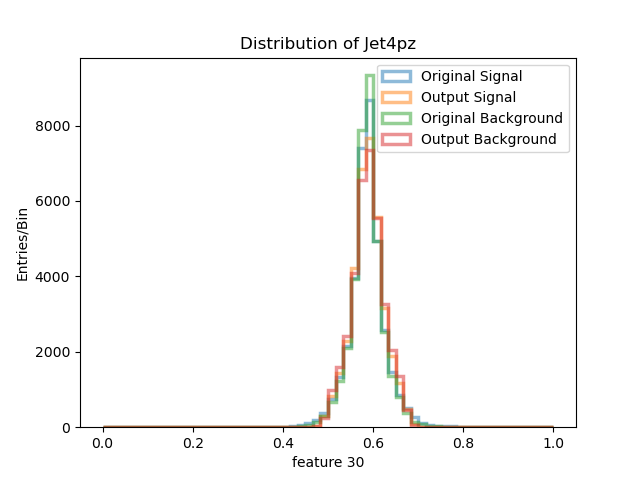 Distribution of Jet4pz
Original Signal
Output Signal
Original Background
Output Background
Entries/Bin
8000
6000
4000
2000
0
0.0 0.2 0.4 0.6 0.8 1.0
feature 30